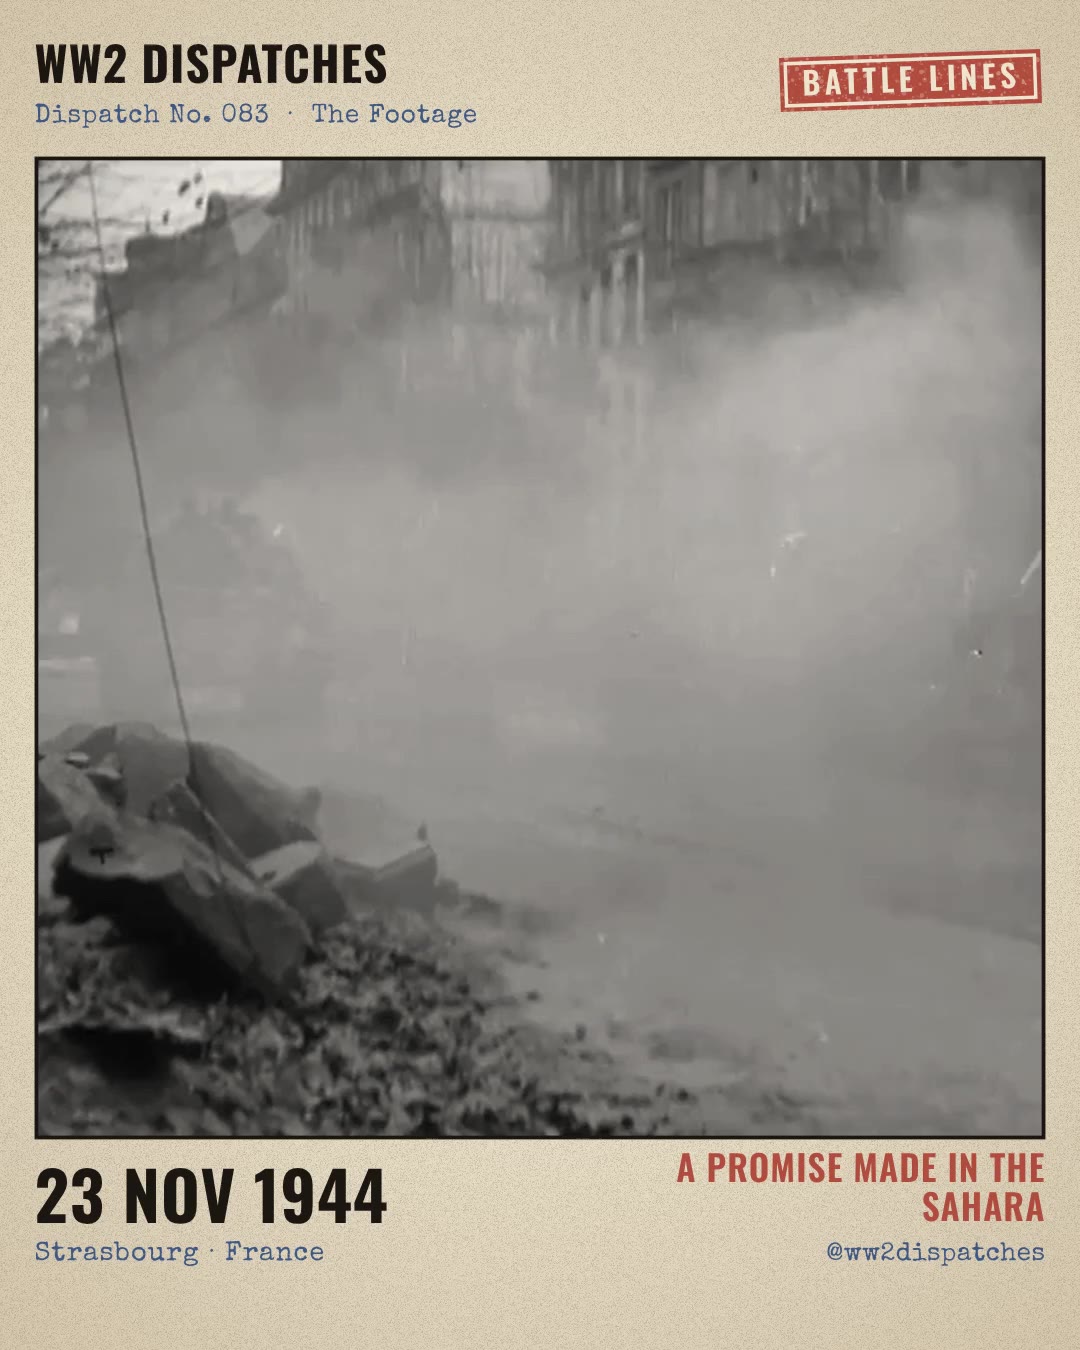 WW2 DISPATCHES
Dispatch No. 083 · The Footage
BATTLE LINES
23 NOV 1944
Strasbourg · France
A PROMISE MADE IN THE
SAHARA
@ww2dispatches